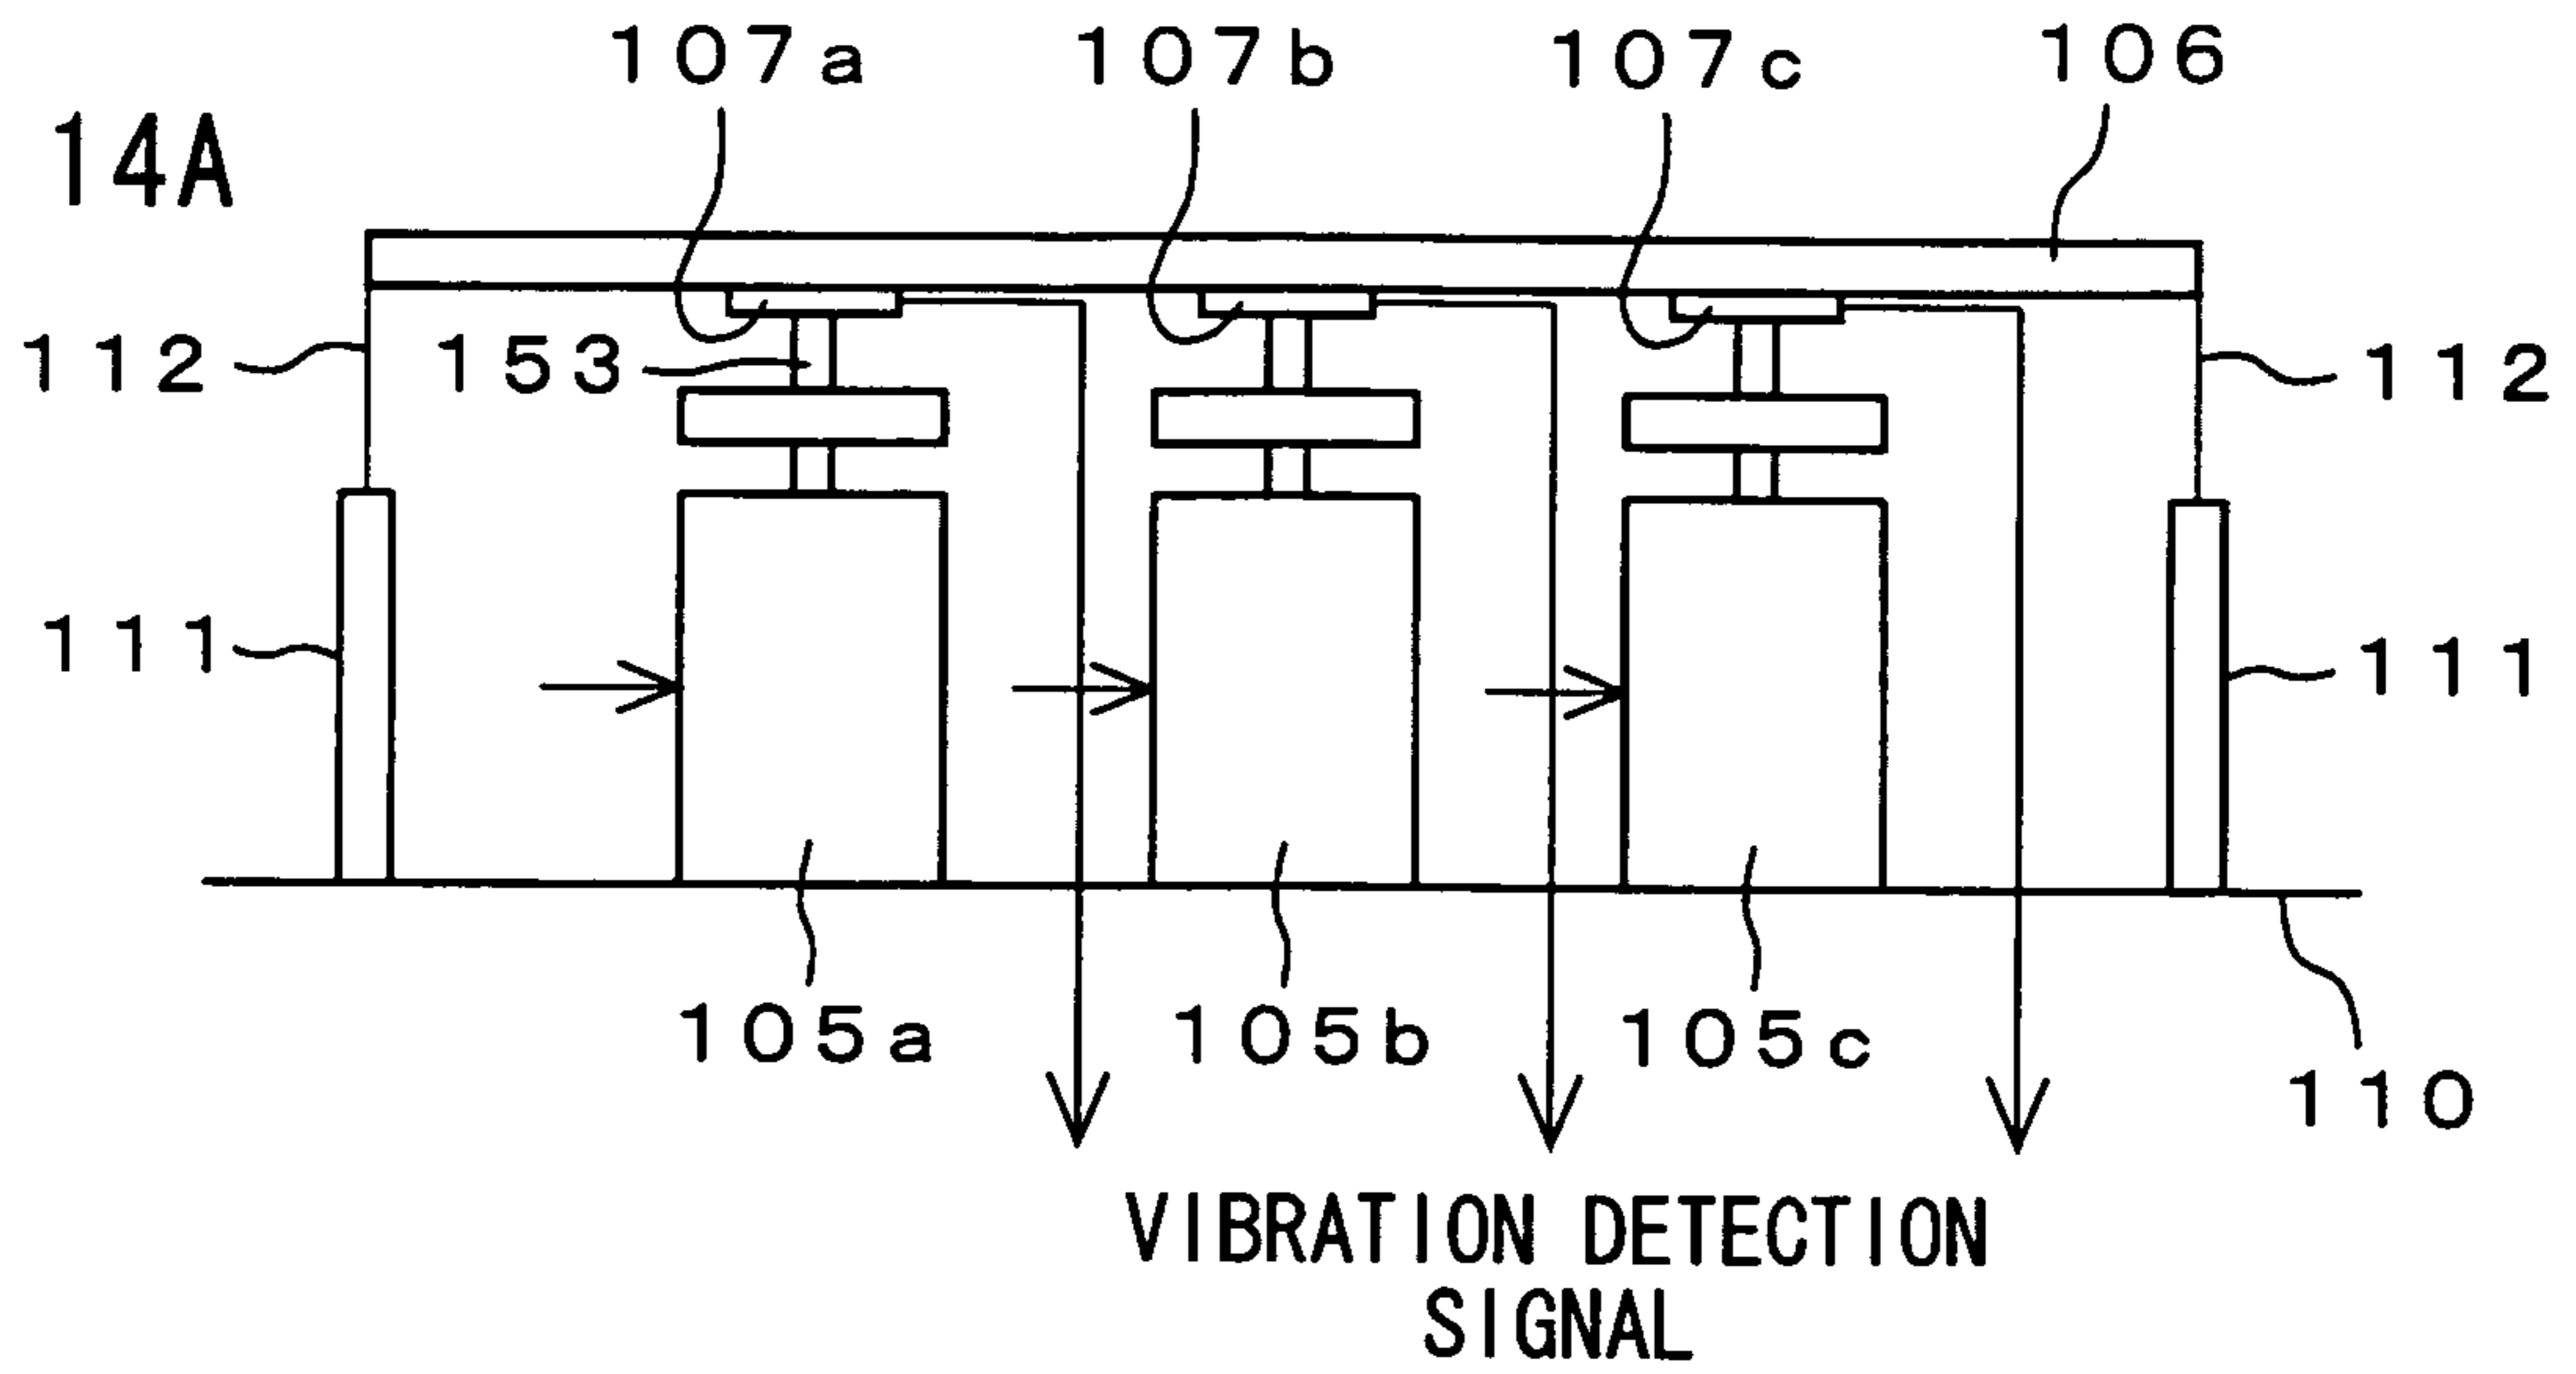 107a 107b 107c 106
14A
112 153 112
111 111
105a 105b 105c
110
VIBRATION DETECTION
SIGNAL